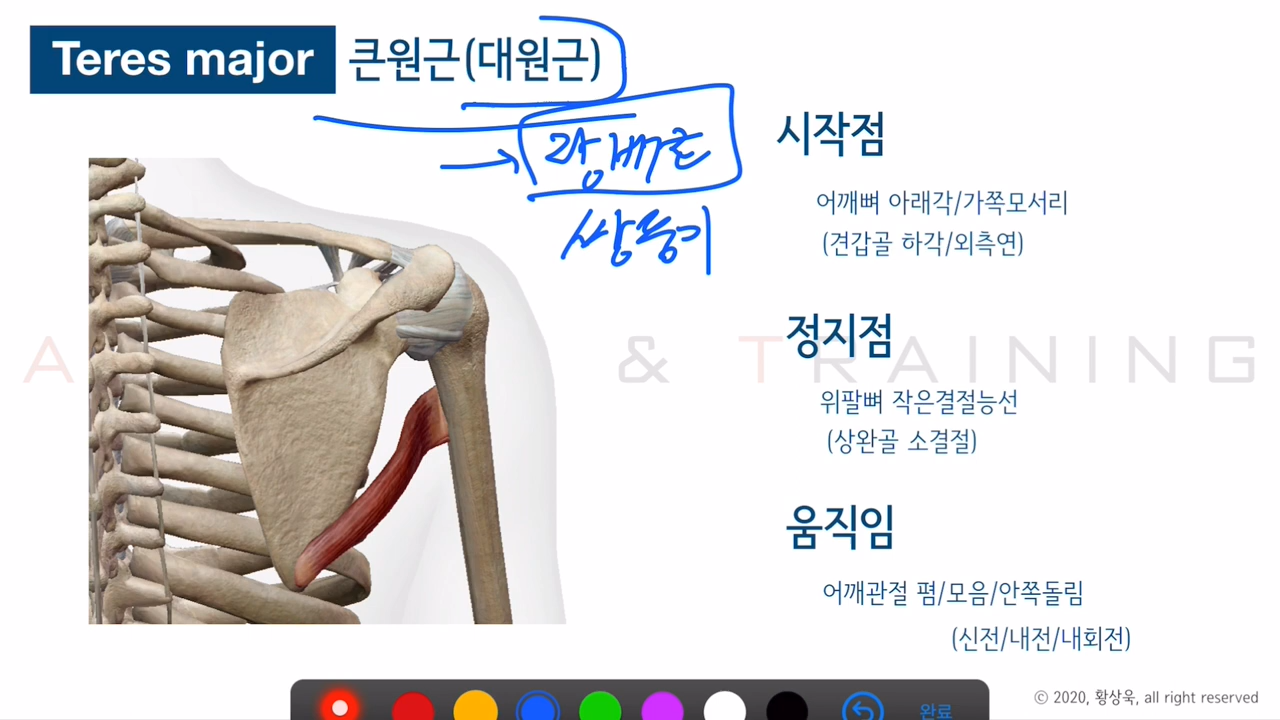 Teres major 큰원근(대원근)
광배근
쌍둥이
시작점
어깨뼈 아래각/가쪽모서리
(견갑골 하각/외측연)
& TRAINING
정지점
위팔뼈 작은결절능선
(상완골 소결절)
움직임
어깨관절 폄/모음/안쪽돌림
(신전/내전/내회전)
© 2020, 황상욱, all right reserved
완료